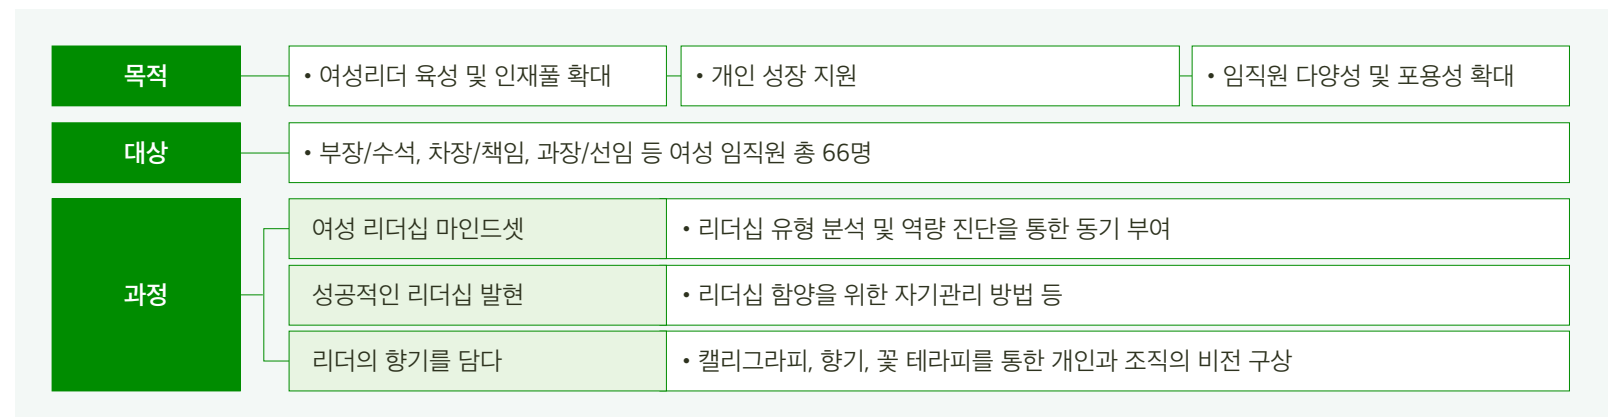 목적
• 여성리더 육성 및 인재풀 확대
• 개인 성장 지원
• 임직원 다양성 및 포용성 확대
대상
• 부장/수석, 차장/책임, 과장/선임 등 여성 임직원 총 66명
과정
여성 리더십 마인드셋
• 리더십 유형 분석 및 역량 진단을 통한 동기 부여
성공적인 리더십 발현
• 리더십 함양을 위한 자기관리 방법 등
리더의 향기를 담다
• 캘리그라피, 향기, 꽃 테라피를 통한 개인과 조직의 비전 구상